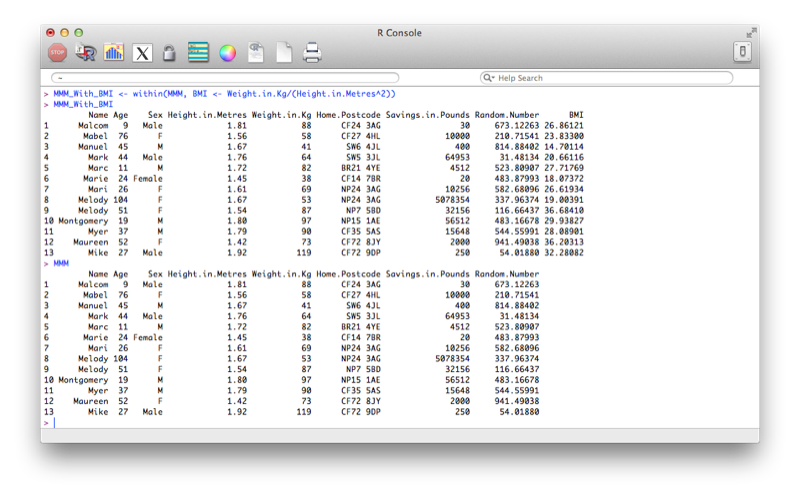 R Console
STOP
~
Help Search
> MMM_With_BMI <- within(MMM, BMI <- Weight.in.Kg/(Height.in.Metres^2))
> MMM_With_BMI
Name Age Sex Height.in.Metres Weight.in.Kg Home.Postcode Savings.in.Pounds Random.Number BMI
1 Malcom 9 Male 1.81 88 CF24 3AG 30 673.12263 26.86121
2 Mabel 76 F 1.56 58 CF27 4HL 10000 210.71541 23.83300
3 Manuel 45 M 1.67 41 SW6 4JL 400 814.88402 14.70114
4 Mark 44 Male 1.76 64 SW5 3JL 64953 31.48134 20.66116
5 Marc 11 M 1.72 82 BR21 4YE 4512 523.80907 27.71769
6 Marie 24 Female 1.45 38 CF14 7BR 20 483.87993 18.07372
7 Mari 26 F 1.61 69 NP24 3AG 10256 582.68096 26.61934
8 Melody 104 F 1.67 53 NP24 3AG 5078354 337.96374 19.00391
9 Melody 51 F 1.54 87 NP7 5BD 32156 116.66437 36.68410
10 Montgomery 19 M 1.80 97 NP15 1AE 56512 483.16678 29.93827
11 Myer 37 M 1.79 90 CF35 5AS 15648 544.55991 28.08901
12 Maureen 52 F 1.42 73 CF72 8JY 2000 941.49038 36.20313
13 Mike 27 Male 1.92 119 CF72 9DP 250 54.01880 32.28082
> MMM
Name Age Sex Height.in.Metres Weight.in.Kg Home.Postcode Savings.in.Pounds Random.Number
1 Malcom 9 Male 1.81 88 CF24 3AG 30 673.12263
2 Mabel 76 F 1.56 58 CF27 4HL 10000 210.71541
3 Manuel 45 M 1.67 41 SW6 4JL 400 814.88402
4 Mark 44 Male 1.76 64 SW5 3JL 64953 31.48134
5 Marc 11 M 1.72 82 BR21 4YE 4512 523.80907
6 Marie 24 Female 1.45 38 CF14 7BR 20 483.87993
7 Mari 26 F 1.61 69 NP24 3AG 10256 582.68096
8 Melody 104 F 1.67 53 NP24 3AG 5078354 337.96374
9 Melody 51 F 1.54 87 NP7 5BD 32156 116.66437
10 Montgomery 19 M 1.80 97 NP15 1AE 56512 483.16678
11 Myer 37 M 1.79 90 CF35 5AS 15648 544.55991
12 Maureen 52 F 1.42 73 CF72 8JY 2000 941.49038
13 Mike 27 Male 1.92 119 CF72 9DP 250 54.01880
>